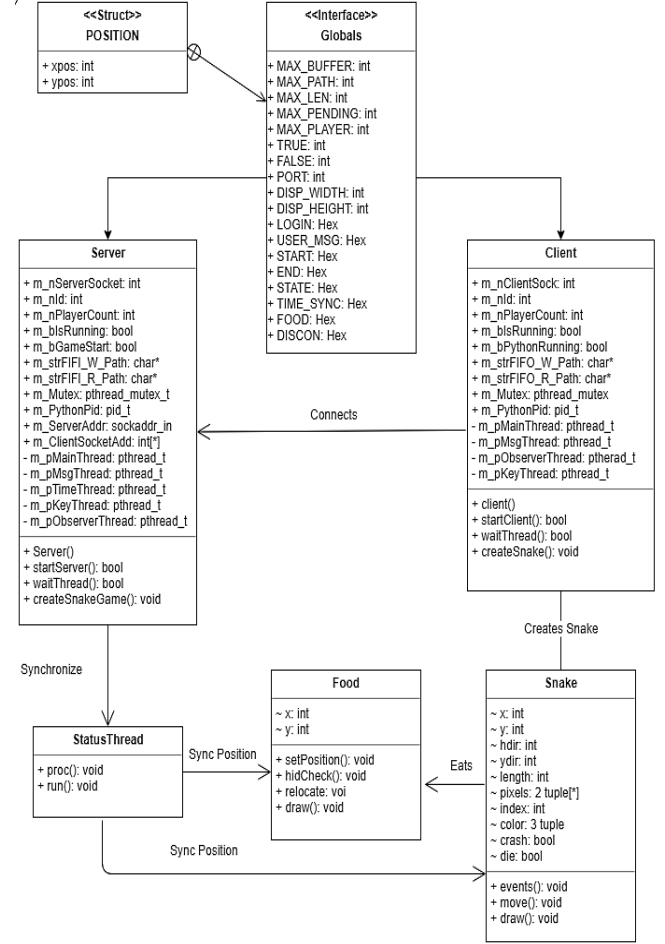 <<Struct>>
POSITION
+ xpos: int
+ ypos: int
<<Interface>>
Globals
+ MAX_BUFFER: int
+ MAX_PATH: int
+ MAX_LEN: int
+ MAX_PENDING: int
+ MAX_PLAYER: int
+ TRUE: int
+ FALSE: int
+ PORT: int
+ DISP_WIDTH: int
+ DISP_HEIGHT: int
+ LOGIN: Hex
+ USER_MSG: Hex
+ START: Hex
+ END: Hex
+ STATE: Hex
+ TIME_SYNC: Hex
+ FOOD: Hex
+ DISCON: Hex
Server
+ m_nServerSocket: int
+ m_nId: int
+ m_nPlayerCount: int
+ m_bIsRunning: bool
+ m_bGameStart: bool
+ m_strFIFI_W_Path: char*
+ m_strFIFI_R_Path: char*
+ m_Mutex: pthread_mutex_t
+ m_PythonPid: pid_t
+ m_ServerAddr: sockaddr_in
+ m_ClientSocketAdd: int[*]
- m_pMainThread: pthread_t
- m_pMsgThread: pthread_t
- m_pTimeThread: pthread_t
- m_pKeyThread: pthread_t
- m_pObserverThread: pthread_t
+ Server()
+ startServer(): bool
+ waitThread(): bool
+ createSnakeGame(): void
Client
+ m_nClientSock: int
+ m_nId: int
+ m_nPlayerCount: int
+ m_bIsRunning: bool
+ m_bPythonRunning: bool
+ m_strFIFO_W_Path: char*
+ m_strFIFO_R_Path: char*
+ m_Mutex: pthread_mutex
+ m_PythonPid: pid_t
- m_pMainThread: pthread_t
- m_pMsgThread: pthread_t
- m_pObserverThread: ptherad_t
- m_pKeyThread: pthread_t
+ client()
+ startClient(): bool
+ waitThread(): bool
+ createSnake(): void
Connects
Creates Snake
Synchronize
StatusThread
+ proc(): void
+ run(): void
Sync Position
Food
~ x: int
~ y: int
+ setPosition(): void
+ hidCheck(): void
+ relocate: voi
+ draw(): void
Eats
Snake
~ x: int
~ y: int
~ hdir: int
~ ydir: int
~ length: int
~ pixels: 2 tuple[*]
~ index: int
~ color: 3 tuple
~ crash: bool
~ die: bool
+ events(): void
+ move(): void
+ draw(): void
Sync Position